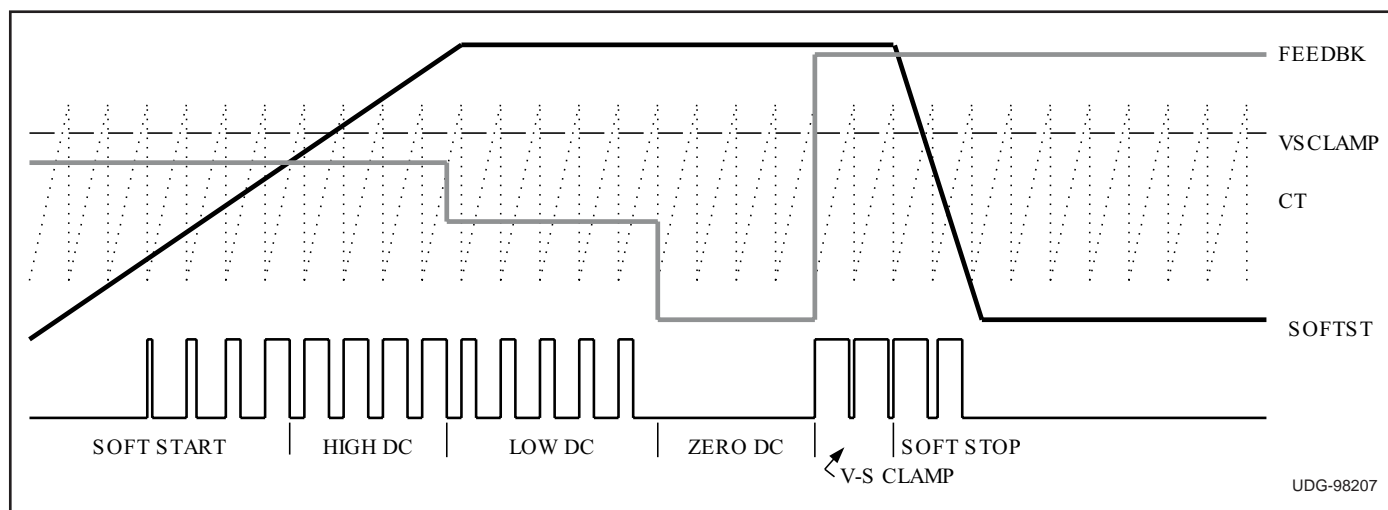 FEEDBK
VSCLAMP
CT
SOFTST
SOFT START
HIGH DC
LOW DC
ZERO DC
SOFT STOP
V-S CLAMP
UDG-98207